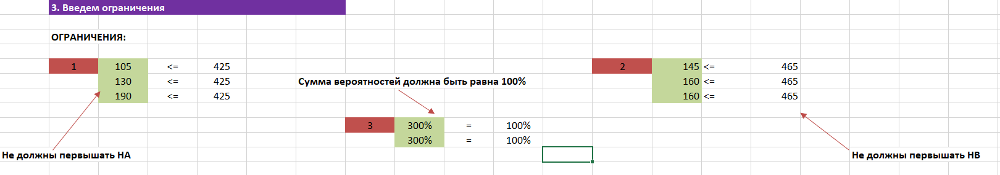 3. Введем ограничения
ОГРАНИЧЕНИЯ:
1 105 <= 425 2 145 <= 465
130 <= 425 Сумма вероятностей должна быть равна 100% 160 <= 465
190 <= 425 160 <= 465
3 300% = 100%
300% = 100%
Не должны первышать НА Не должны первышать НВ